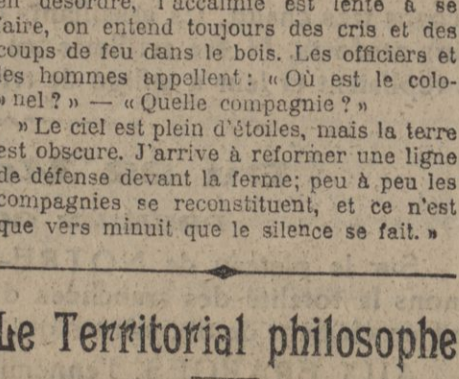 en désordre, l'accalmie est lente à se
faire, on entend toujours des cris et des
coups de feu dans le bois. Les officiers et
les hommes appellent : « Où est le colo-
» nel ? » — « Quelle compagnie ? »
» Le ciel est plein d'étoiles, mais la terre
est obscure. J'arrive à reformer une ligne
de défense devant la ferme; peu à peu les
compagnies se reconstituent, et ce n'est
que vers minuit que le silence se fait. »
Le Territorial philosophe